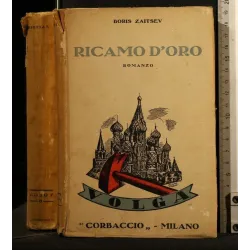 BORIS ZAITSEV
RICAMO D'ORO
ROMANZO
VOLGA
"CORBACCIO" - MILANO